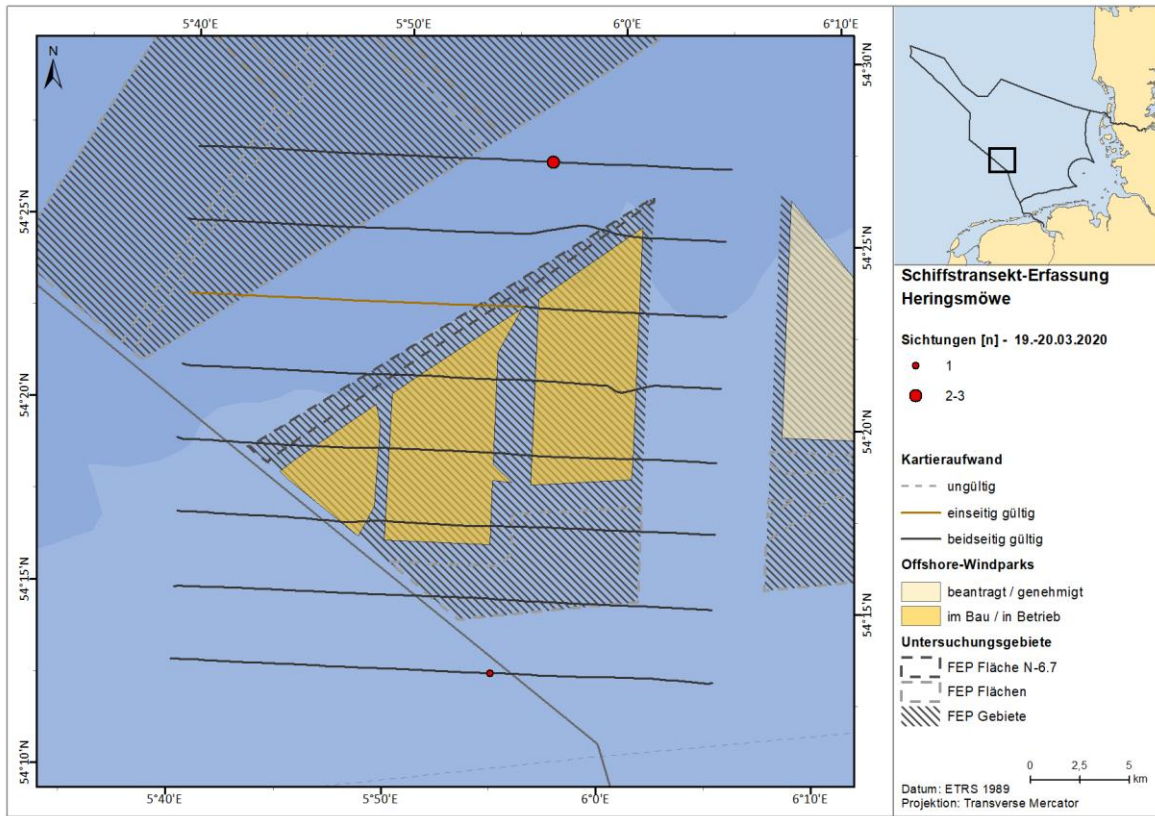 5°40'E 5°50'E 6°0'E 6°10'E
N
54°30'N
54°25'N
54°25'N
54°20'N
54°20'N
54°15'N
54°15'N
54°10'N
5°40'E 5°50'E 6°0'E 6°10'E
Schiffstransekt-Erfassung
Heringsmöwe
Sichtungen [n] - 19.-20.03.2020
1
2-3
Kartieraufwand
ungültig
einseitig gültig
beidseitig gültig
Offshore-Windparks
beantragt / genehmigt
im Bau / in Betrieb
Untersuchungsgebiete
FEP Fläche N-6.7
FEP Flächen
FEP Gebiete
0 2,5 5
km
Datum: ETRS 1989
Projektion: Transverse Mercator